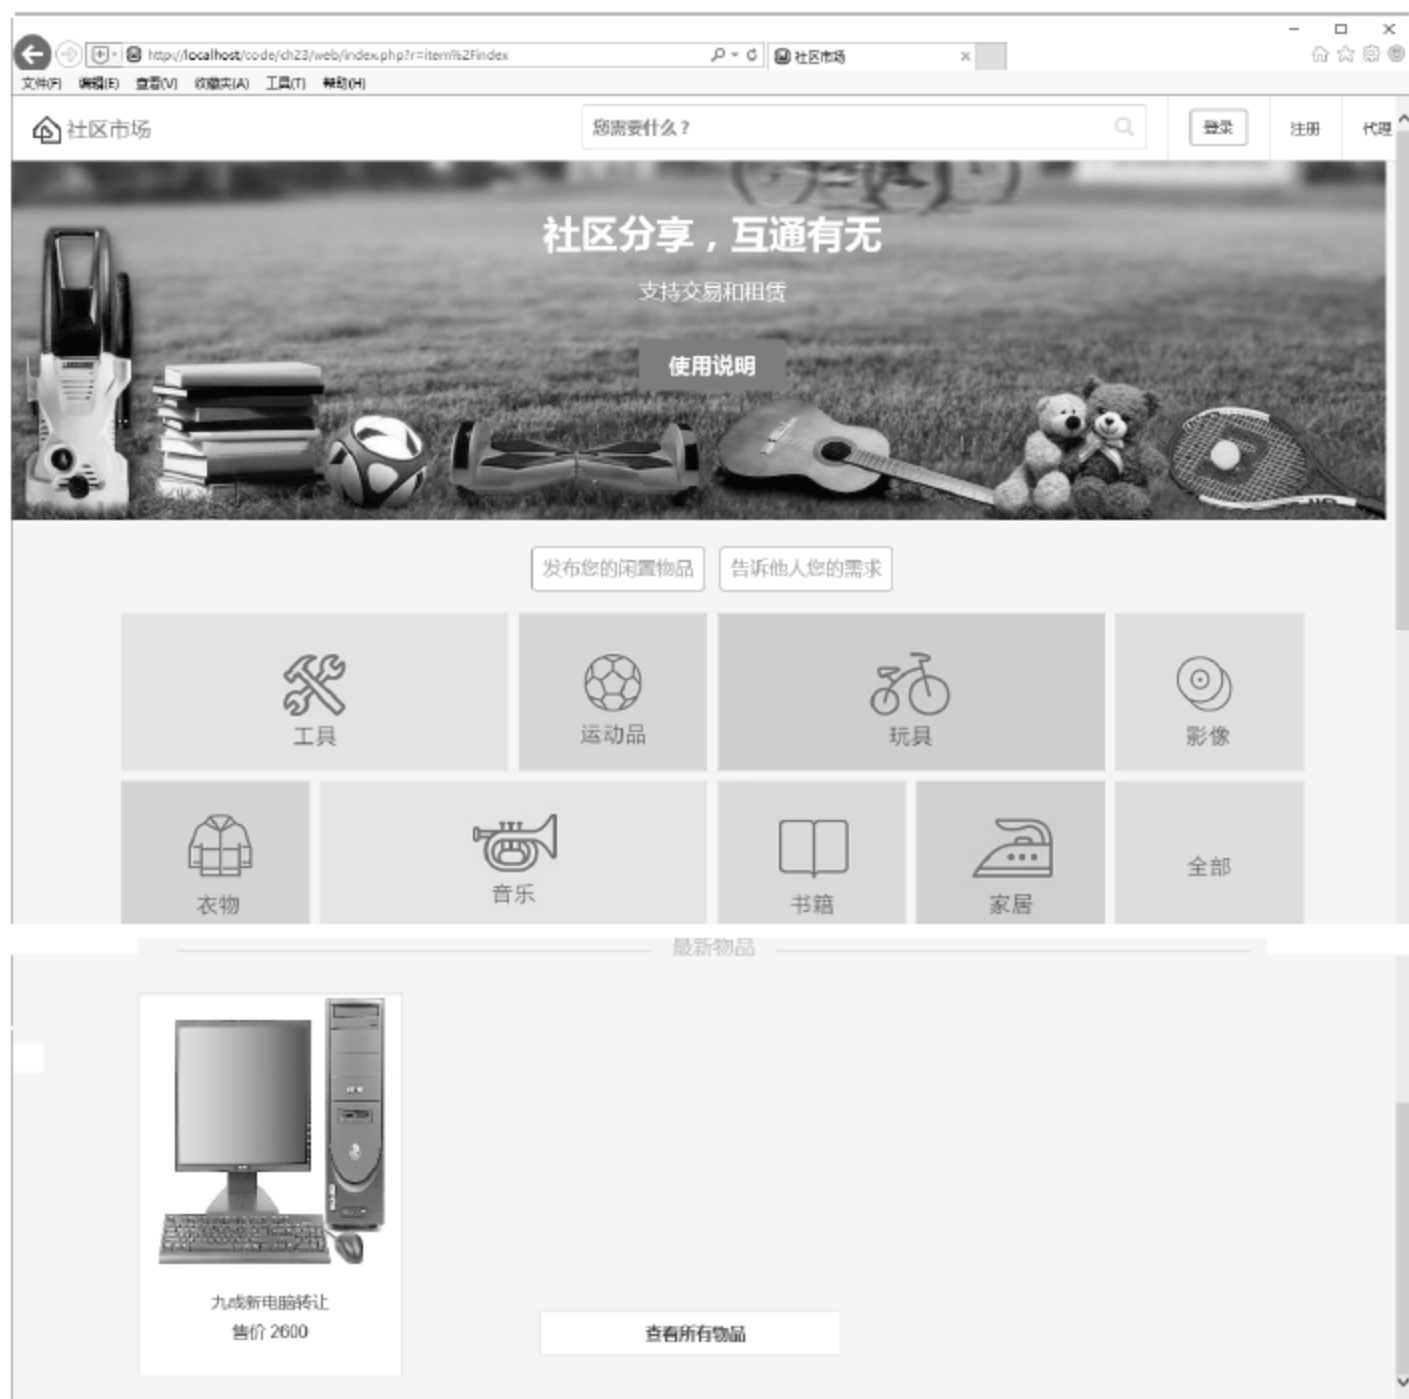 http://localhost/code/ch23/web/index.php?r=item%2Findex
社区市场
文件(F) 编辑(E) 查看(V) 收藏夹(A) 工具(T) 帮助(H)
社区市场
您需要什么？
登录
注册
代理
社区分享，互通有无
支持交易和租赁
使用说明
发布您的闲置物品
告诉他人您的需求
工具
运动品
玩具
影像
衣物
音乐
书籍
家居
全部
最新物品
九成新电脑转让
售价 2600
查看所有物品